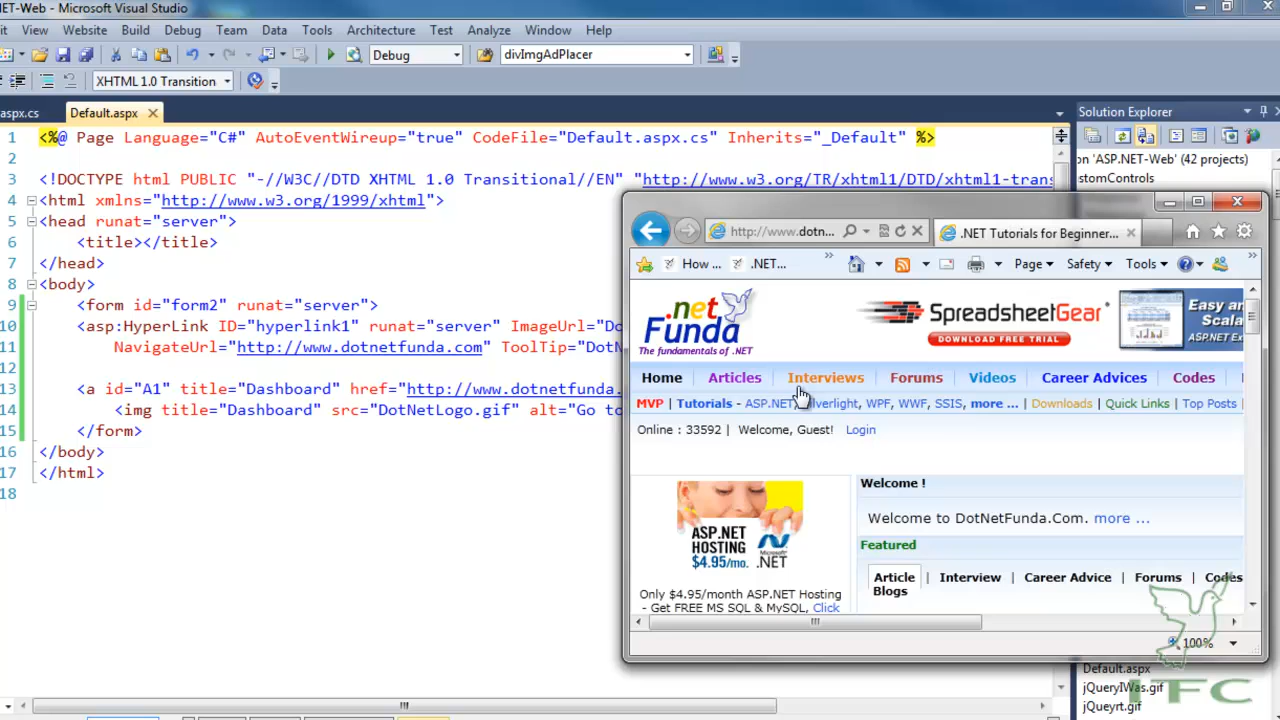 .NET-Web - Microsoft Visual Studio
View Website Build Debug Team Data Tools Architecture Test Analyze Window Help
Debug divImgAdPlacer
XHTML 1.0 Transition
aspx.cs Default.aspx
1 <%@ Page Language="C#" AutoEventWireup="true" CodeFile="Default.aspx.cs" Inherits="_Default" %>
2
3 <!DOCTYPE html PUBLIC "-//W3C//DTD XHTML 1.0 Transitional//EN" "http://www.w3.org/TR/xhtml1/DTD/xhtml1-trans
4 <html xmlns="http://www.w3.org/1999/xhtml">
5 <head runat="server">
6 <title></title>
7 </head>
8 <body>
9 <form id="form2" runat="server">
10 <asp:HyperLink ID="hyperlink1" runat="server" ImageUrl="Do
11 NavigateUrl="http://www.dotnetfunda.com" ToolTip="DotN
12
13 <a id="A1" title="Dashboard" href="http://www.dotnetfunda.
14 <img title="Dashboard" src="DotNetLogo.gif" alt="Go to
15 </form>
16 </body>
17 </html>
18
Solution Explorer
on 'ASP.NET-Web' (42 projects)
stomControls
http://www.dotn... .NET Tutorials for Beginner...
How ... .NET... Page Safety Tools
.net Funda
The fundamentals of .NET
SpreadsheetGear
DOWNLOAD FREE TRIAL
Easy an
Scala
ASP.NET Ex
Home Articles Interviews Forums Videos Career Advices Codes
MVP | Tutorials - ASP.NET, lverlight, WPF, WWF, SSIS, more ... | Downloads | Quick Links | Top Posts |
Online : 33592 | Welcome, Guest! Login
ASP.NET
HOSTING
$4.95/mo.
Microsoft
.NET
Only $4.95/month ASP.NET Hosting
- Get FREE MS SQL & MySQL, Click
Welcome !
Welcome to DotNetFunda.Com. more ...
Featured
Article | Interview | Career Advice | Forums | Codes
Blogs
100%
Default.aspx
jQueryIWas.gif
jQueyrt.gif
ITC